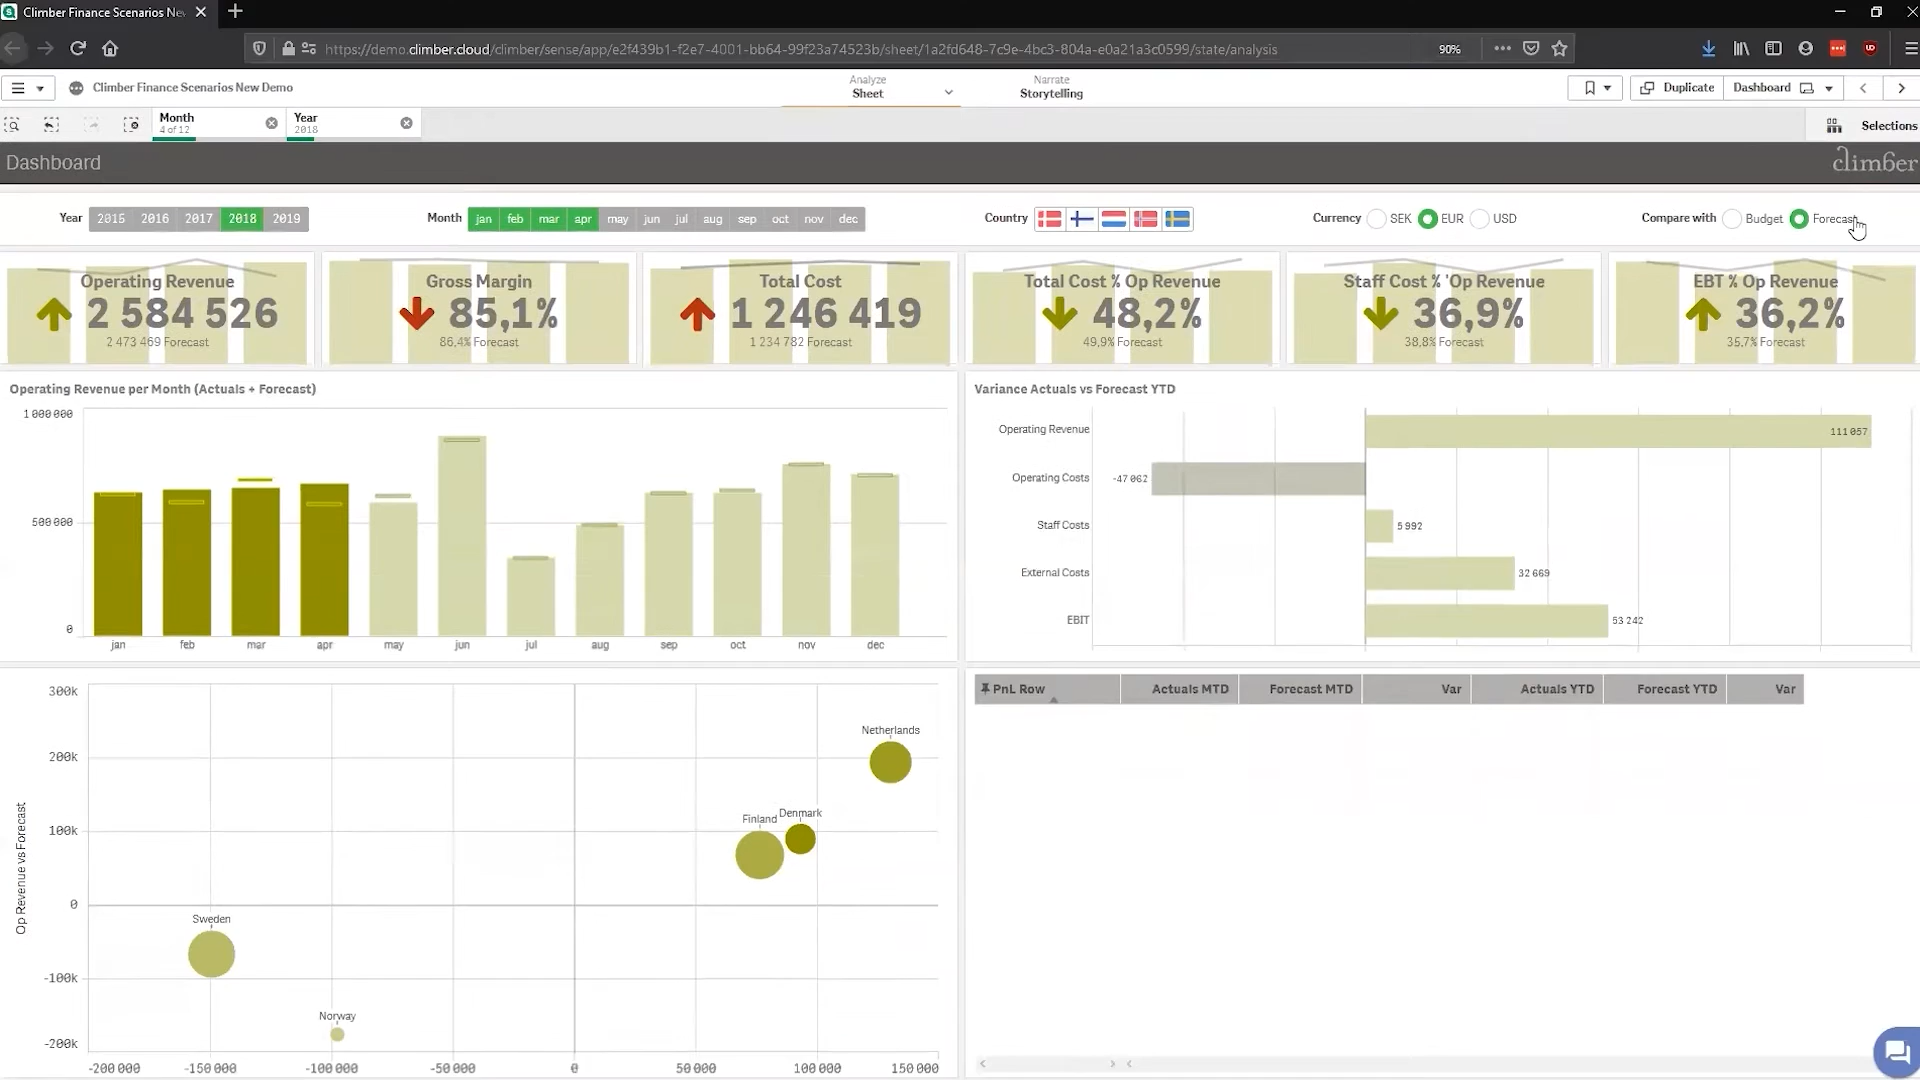 Climber Finance Scenarios Ne
https://demo.climber.cloud/climber/sense/app/e2f439b1-f2e7-4001-bb64-99f23a74523b/sheet/1a2fd648-7c9e-4bc3-804a-e0a21a3c0599/state/analysis 90%
Climber Finance Scenarios New Demo
Analyze
Sheet
Narrate
Storytelling
Duplicate
Dashboard
Month
4 of 12
Year
2018
Selections
Dashboard
climber
Year 2015 2016 2017 2018 2019
Month jan feb mar apr may jun jul aug sep oct nov dec
Country
Currency SEK EUR USD
Compare with Budget Forecast
Operating Revenue
2 584 526
2 473 469 Forecast
Gross Margin
85,1%
86,4% Forecast
Total Cost
1 246 419
1 234 782 Forecast
Total Cost % Op Revenue
48,2%
49,9% Forecast
Staff Cost % 'Op Revenue
36,9%
38,8% Forecast
EBT % Op Revenue
36,2%
35,7% Forecast
Operating Revenue per Month (Actuals + Forecast)
1 000 000
500 000
0
jan feb mar apr may jun jul aug sep oct nov dec
Variance Actuals vs Forecast YTD
Operating Revenue 111 057
Operating Costs -47 062
Staff Costs 5 992
External Costs 32 669
EBIT 53 242
Op Revenue vs Forecast
300k
200k
100k
0
-100k
-200k
Netherlands
Finland
Denmark
Sweden
Norway
-200 000 -150 000 -100 000 -50 000 0 50 000 100 000 150 000
PnL Row Actuals MTD Forecast MTD Var Actuals YTD Forecast YTD Var